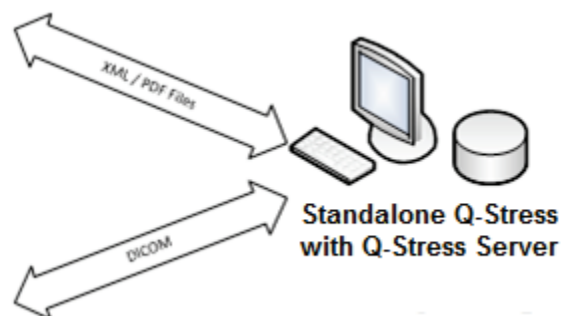 XML / PDF Files
DICOM
Standalone Q-Stress
with Q-Stress Server